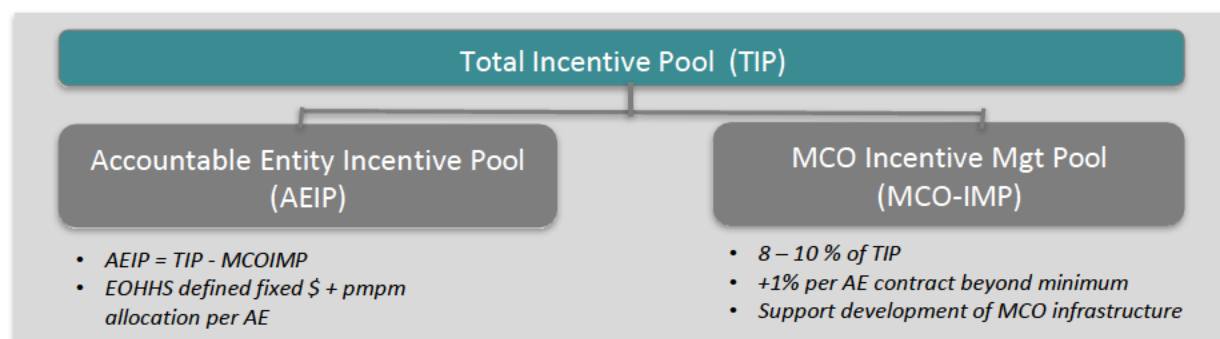 Total Incentive Pool  (TIP)
Accountable Entity Incentive Pool
(AEIP)
MCO Incentive Mgt Pool
(MCO-IMP)
• AEIP = TIP - MCOIMP
• EOHHS defined fixed $ + pmpm
allocation per AE
• 8 – 10 % of TIP
• +1% per AE contract beyond minimum
• Support development of MCO infrastructure